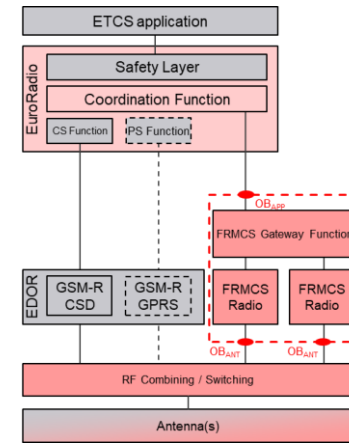 ETCS application
EuroRadio
Safety Layer
Coordination Function
CS Function
PS Function
OBAPP
FRMCS Gateway Function
EDOR
GSM-R
CSD
GSM-R
GPRS
FRMCS
Radio
FRMCS
Radio
OBANT
OBANT
RF Combining / Switching
Antenna(s)